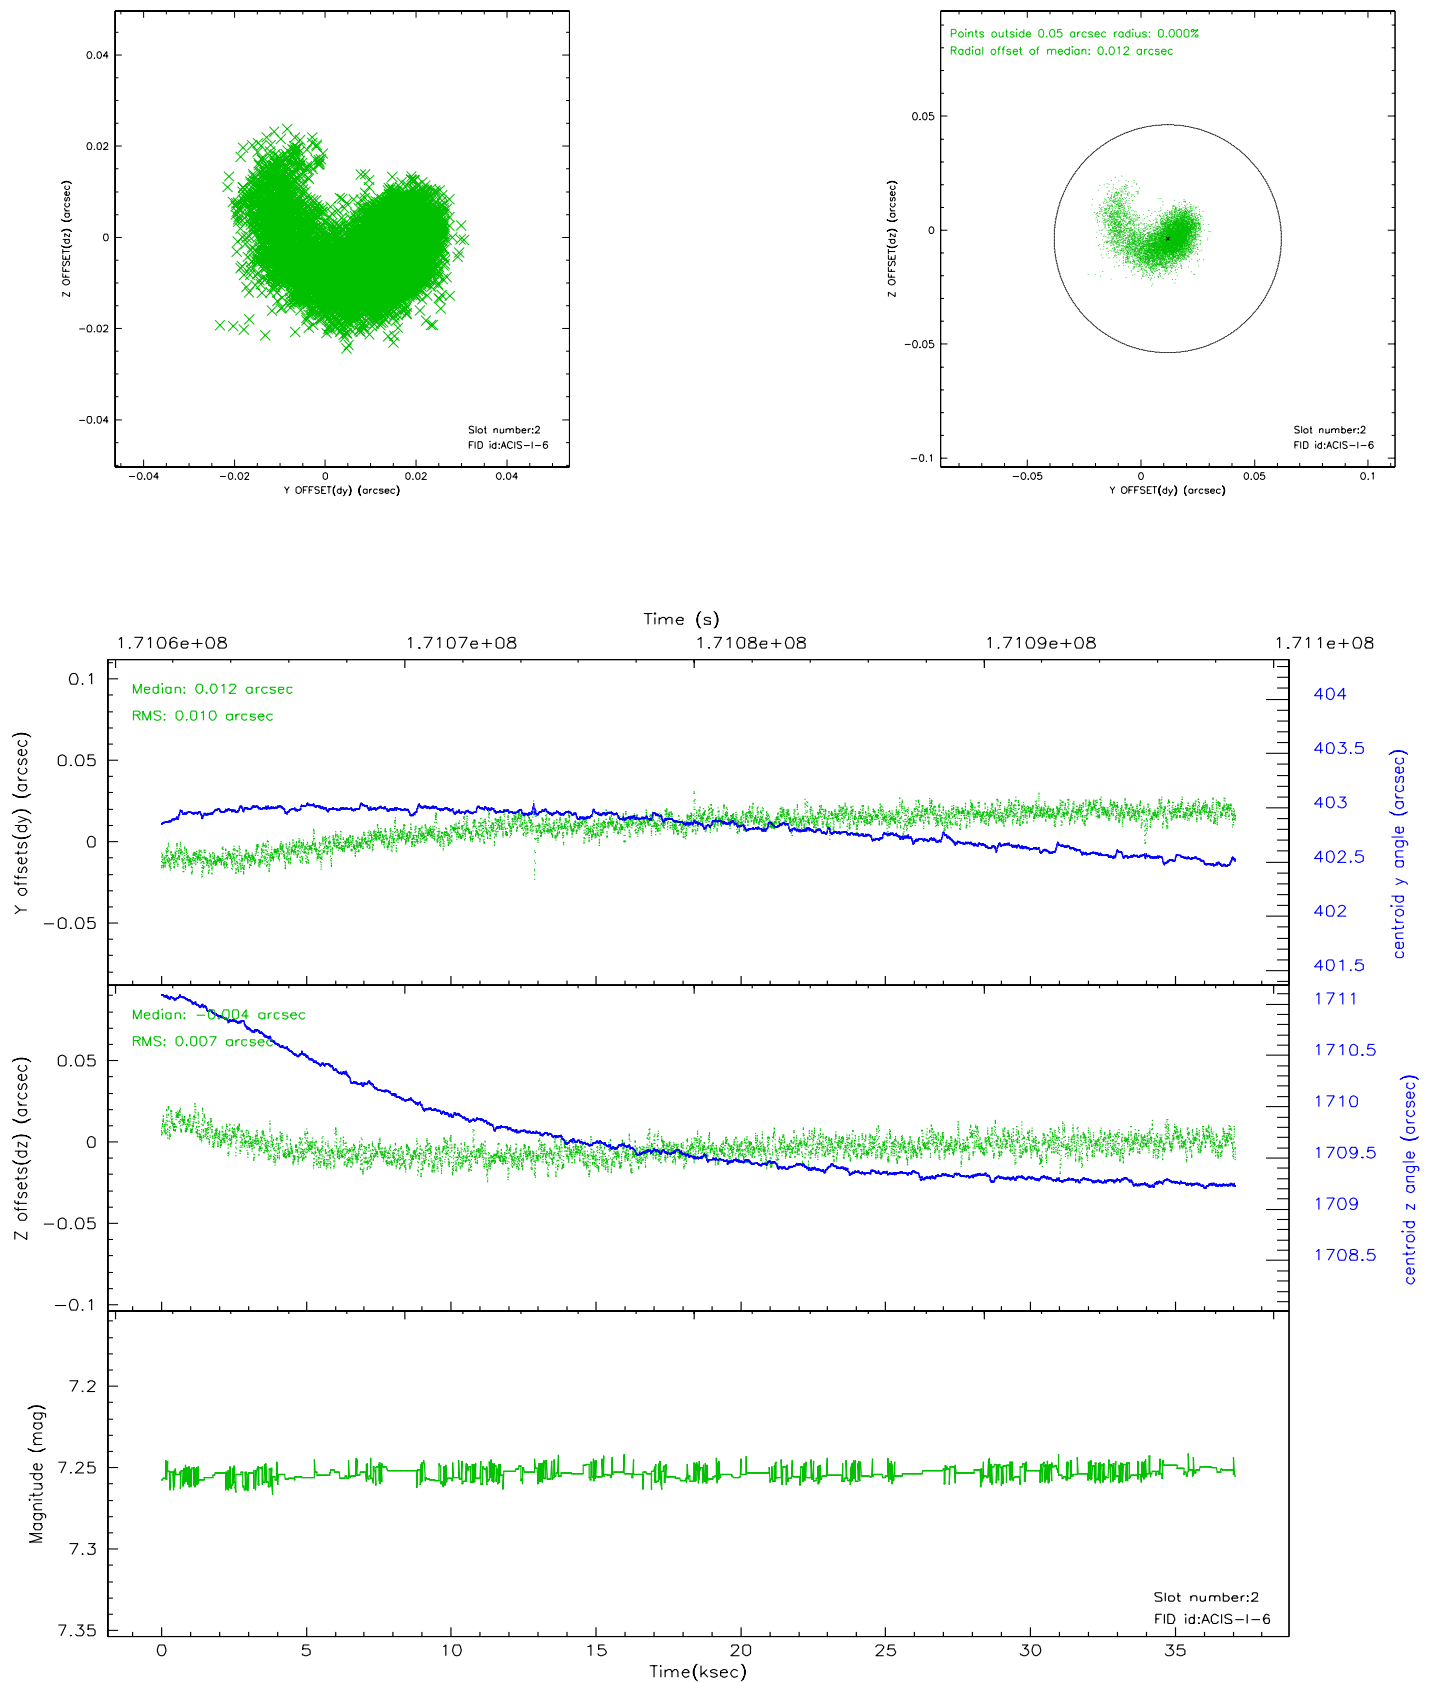 0.04
0.02
0
−0.02
−0.04
Z OFFSET(dz) (arcsec)
Slot number:2
FID id:ACIS−I−6
−0.04 −0.02 0 0.02 0.04
Y OFFSET(dy) (arcsec)
Points outside 0.05 arcsec radius: 0.000%
Radial offset of median: 0.012 arcsec
0.05
0
−0.05
−0.1
Z OFFSET(dz) (arcsec)
Slot number:2
FID id:ACIS−I−6
−0.05 0 0.05 0.1
Y OFFSET(dy) (arcsec)
Time (s)
1.7106e+08 1.7107e+08 1.7108e+08 1.7109e+08 1.711e+08
Median: 0.012 arcsec
RMS: 0.010 arcsec
0.1
0.05
0
−0.05
Y offsets(dy) (arcsec)
404
403.5
403
402.5
402
401.5
centroid y angle (arcsec)
Median: −0.004 arcsec
RMS: 0.007 arcsec
0.05
0
−0.05
−0.1
Z offsets(dz) (arcsec)
1711
1710.5
1710
1709.5
1709
1708.5
centroid z angle (arcsec)
7.2
7.25
7.3
7.35
Magnitude (mag)
Slot number:2
FID id:ACIS−I−6
0 5 10 15 20 25 30 35
Time(ksec)